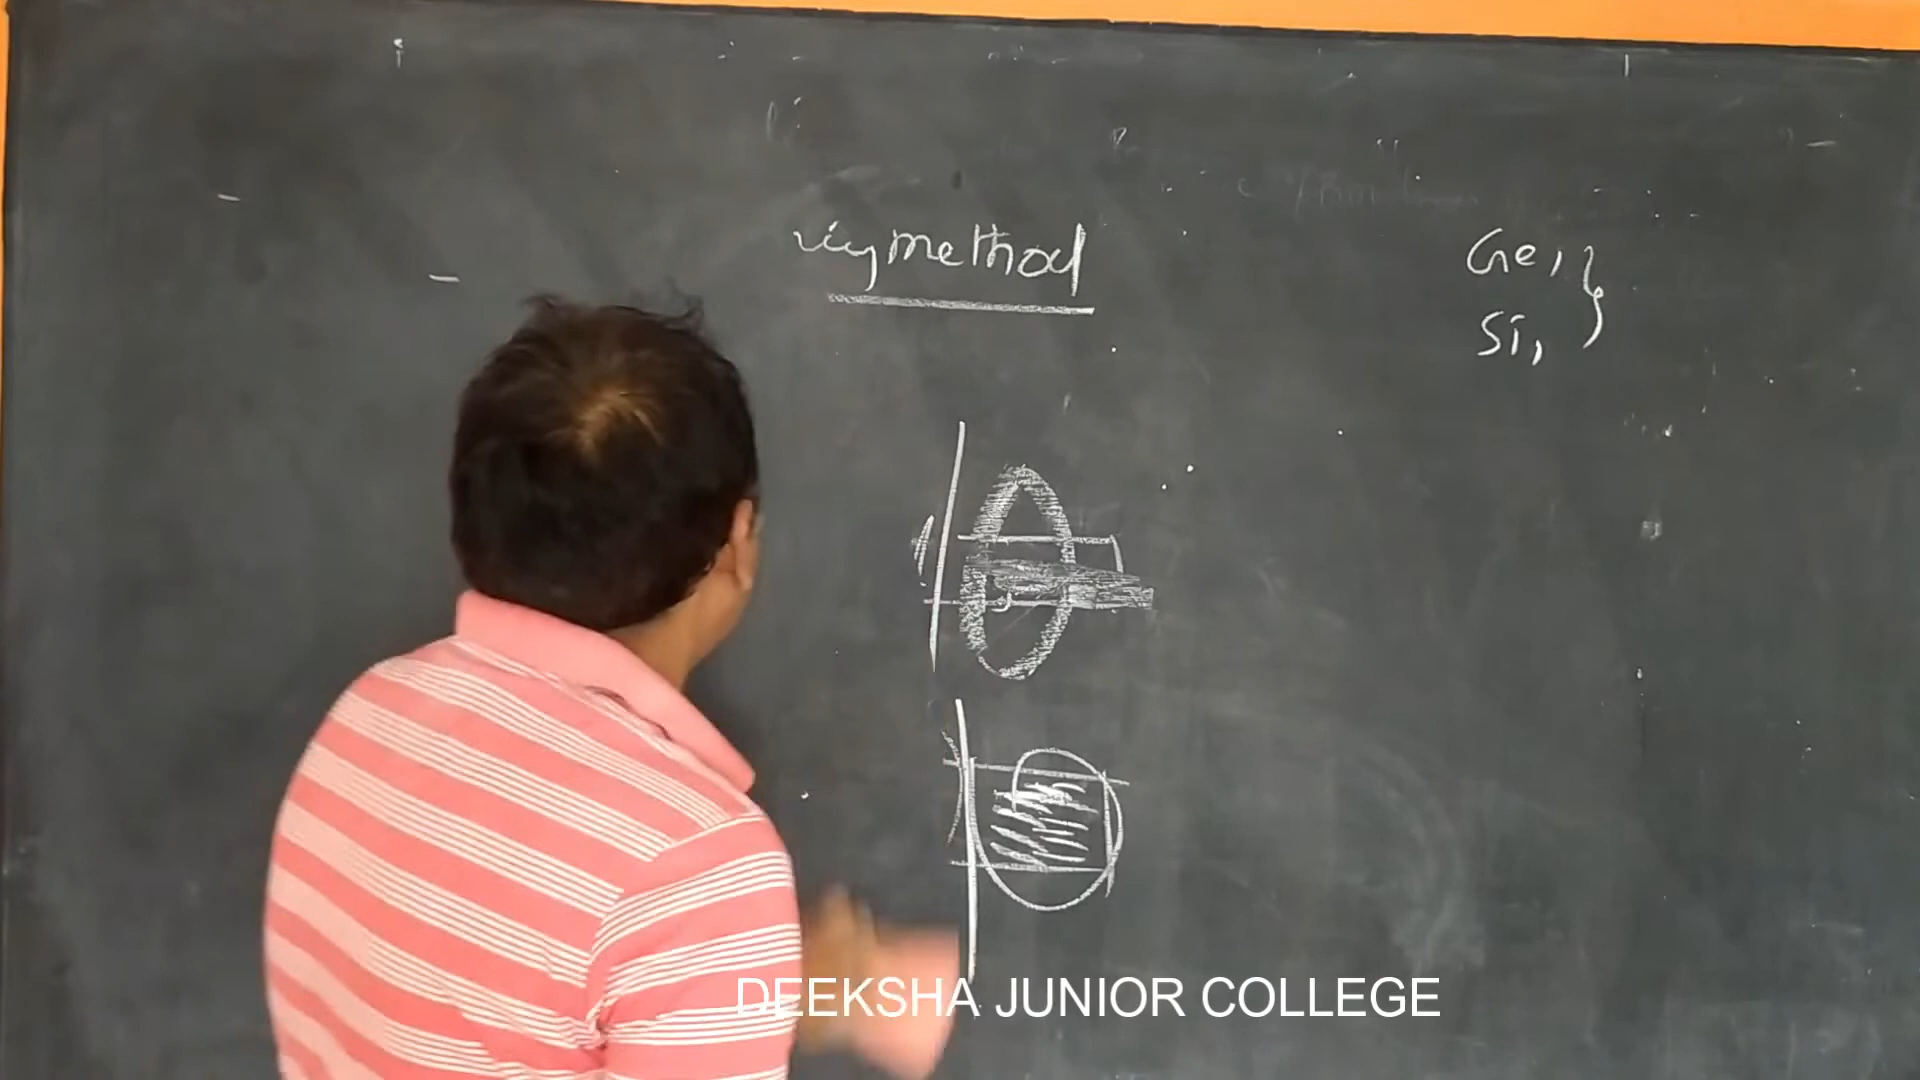 method
Ge,
Si,
DEEKSHA JUNIOR COLLEGE